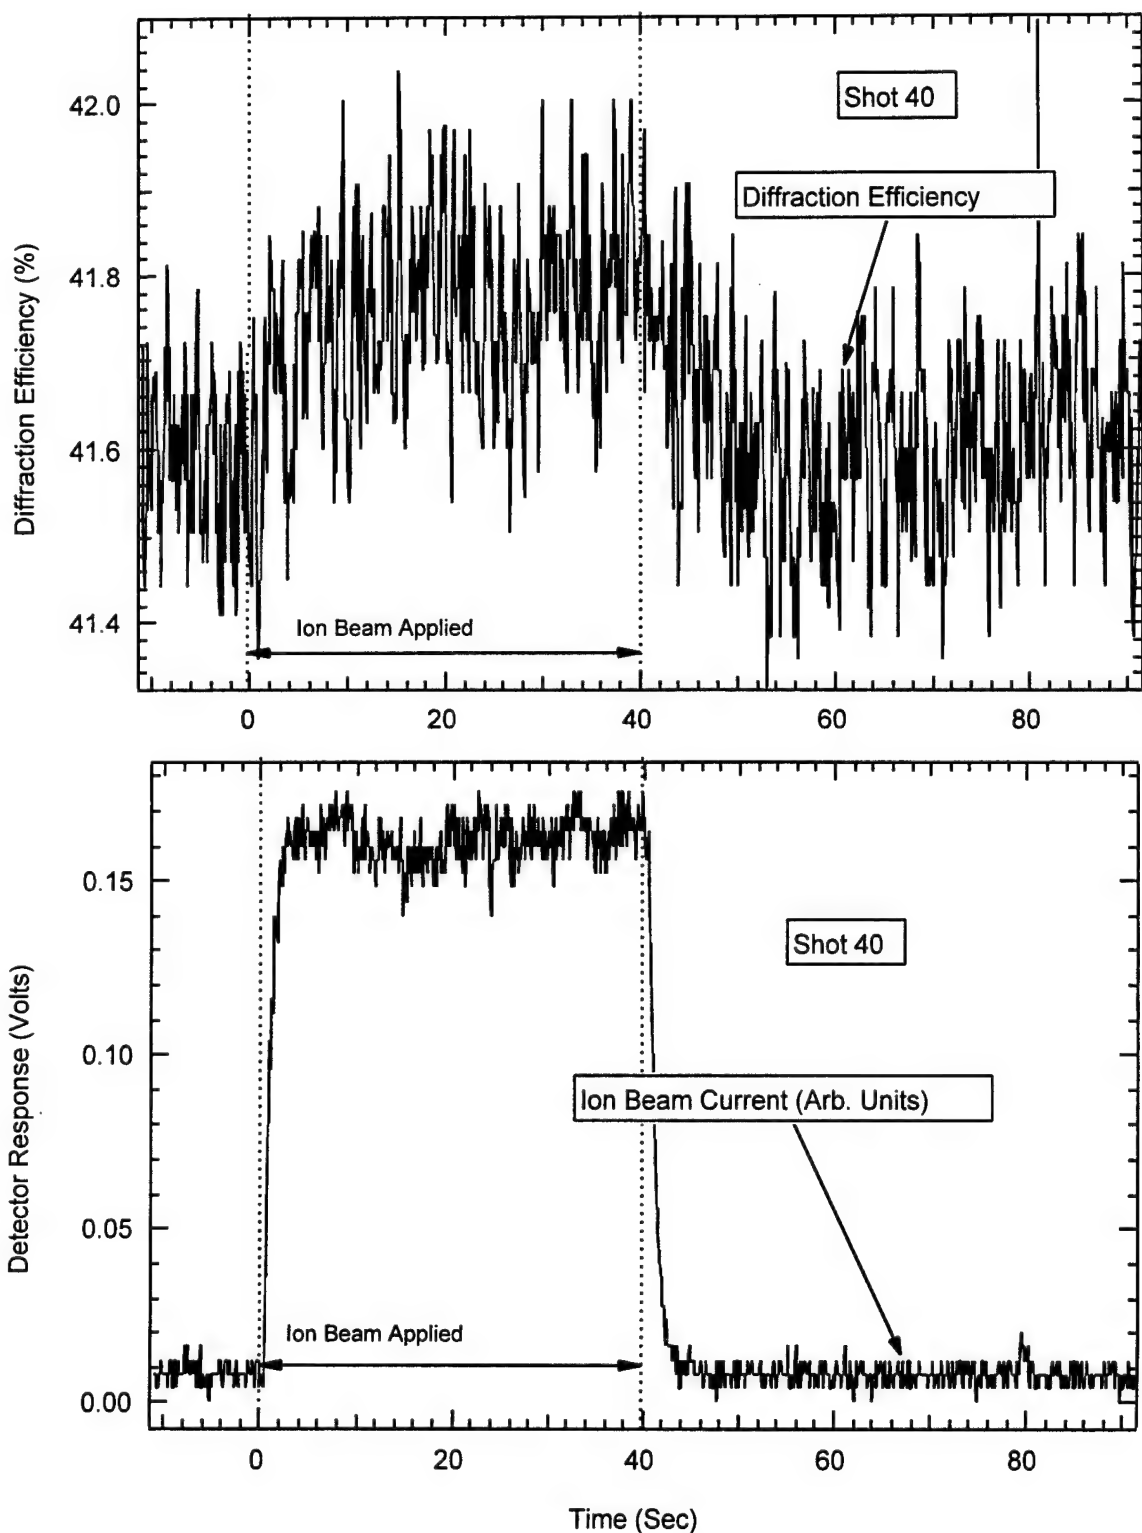 Diffraction Efficiency (%)
42.0
41.8
41.6
41.4
Shot 40
Diffraction Efficiency
Ion Beam Applied
0
20
40
60
80
Detector Response (Volts)
0.15
0.10
0.05
0.00
Shot 40
Ion Beam Current (Arb. Units)
Ion Beam Applied
0
20
40
60
80
Time (Sec)